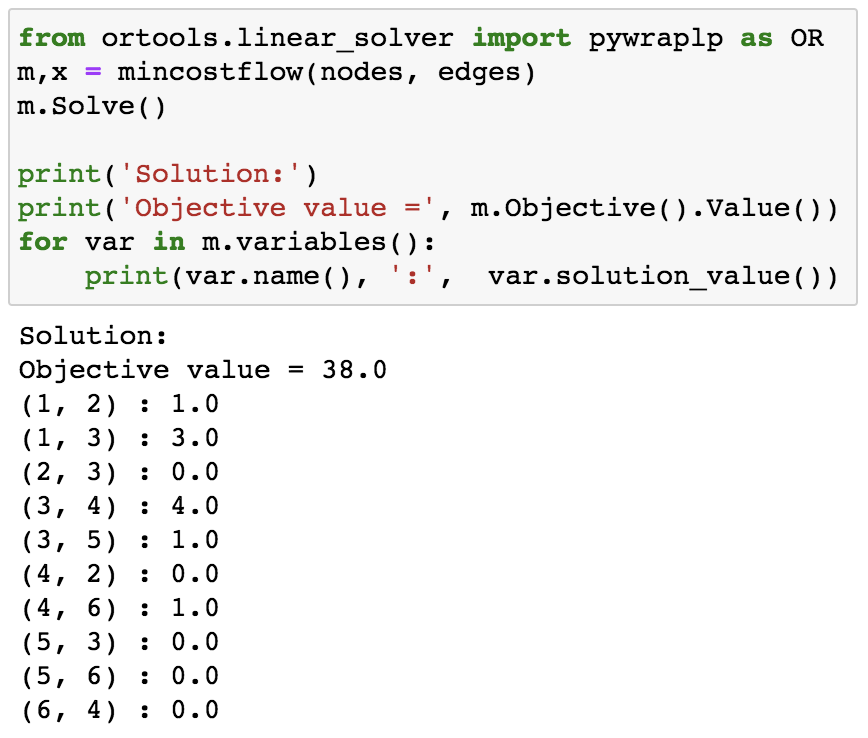 from ortools.linear_solver import pywraplp as OR
m,x = mincostflow(nodes, edges)
m.Solve()

print('Solution:')
print('Objective value =', m.Objective().Value())
for var in m.variables():
    print(var.name(), ':',  var.solution_value())
Solution:
Objective value = 38.0
(1, 2) : 1.0
(1, 3) : 3.0
(2, 3) : 0.0
(3, 4) : 4.0
(3, 5) : 1.0
(4, 2) : 0.0
(4, 6) : 1.0
(5, 3) : 0.0
(5, 6) : 0.0
(6, 4) : 0.0